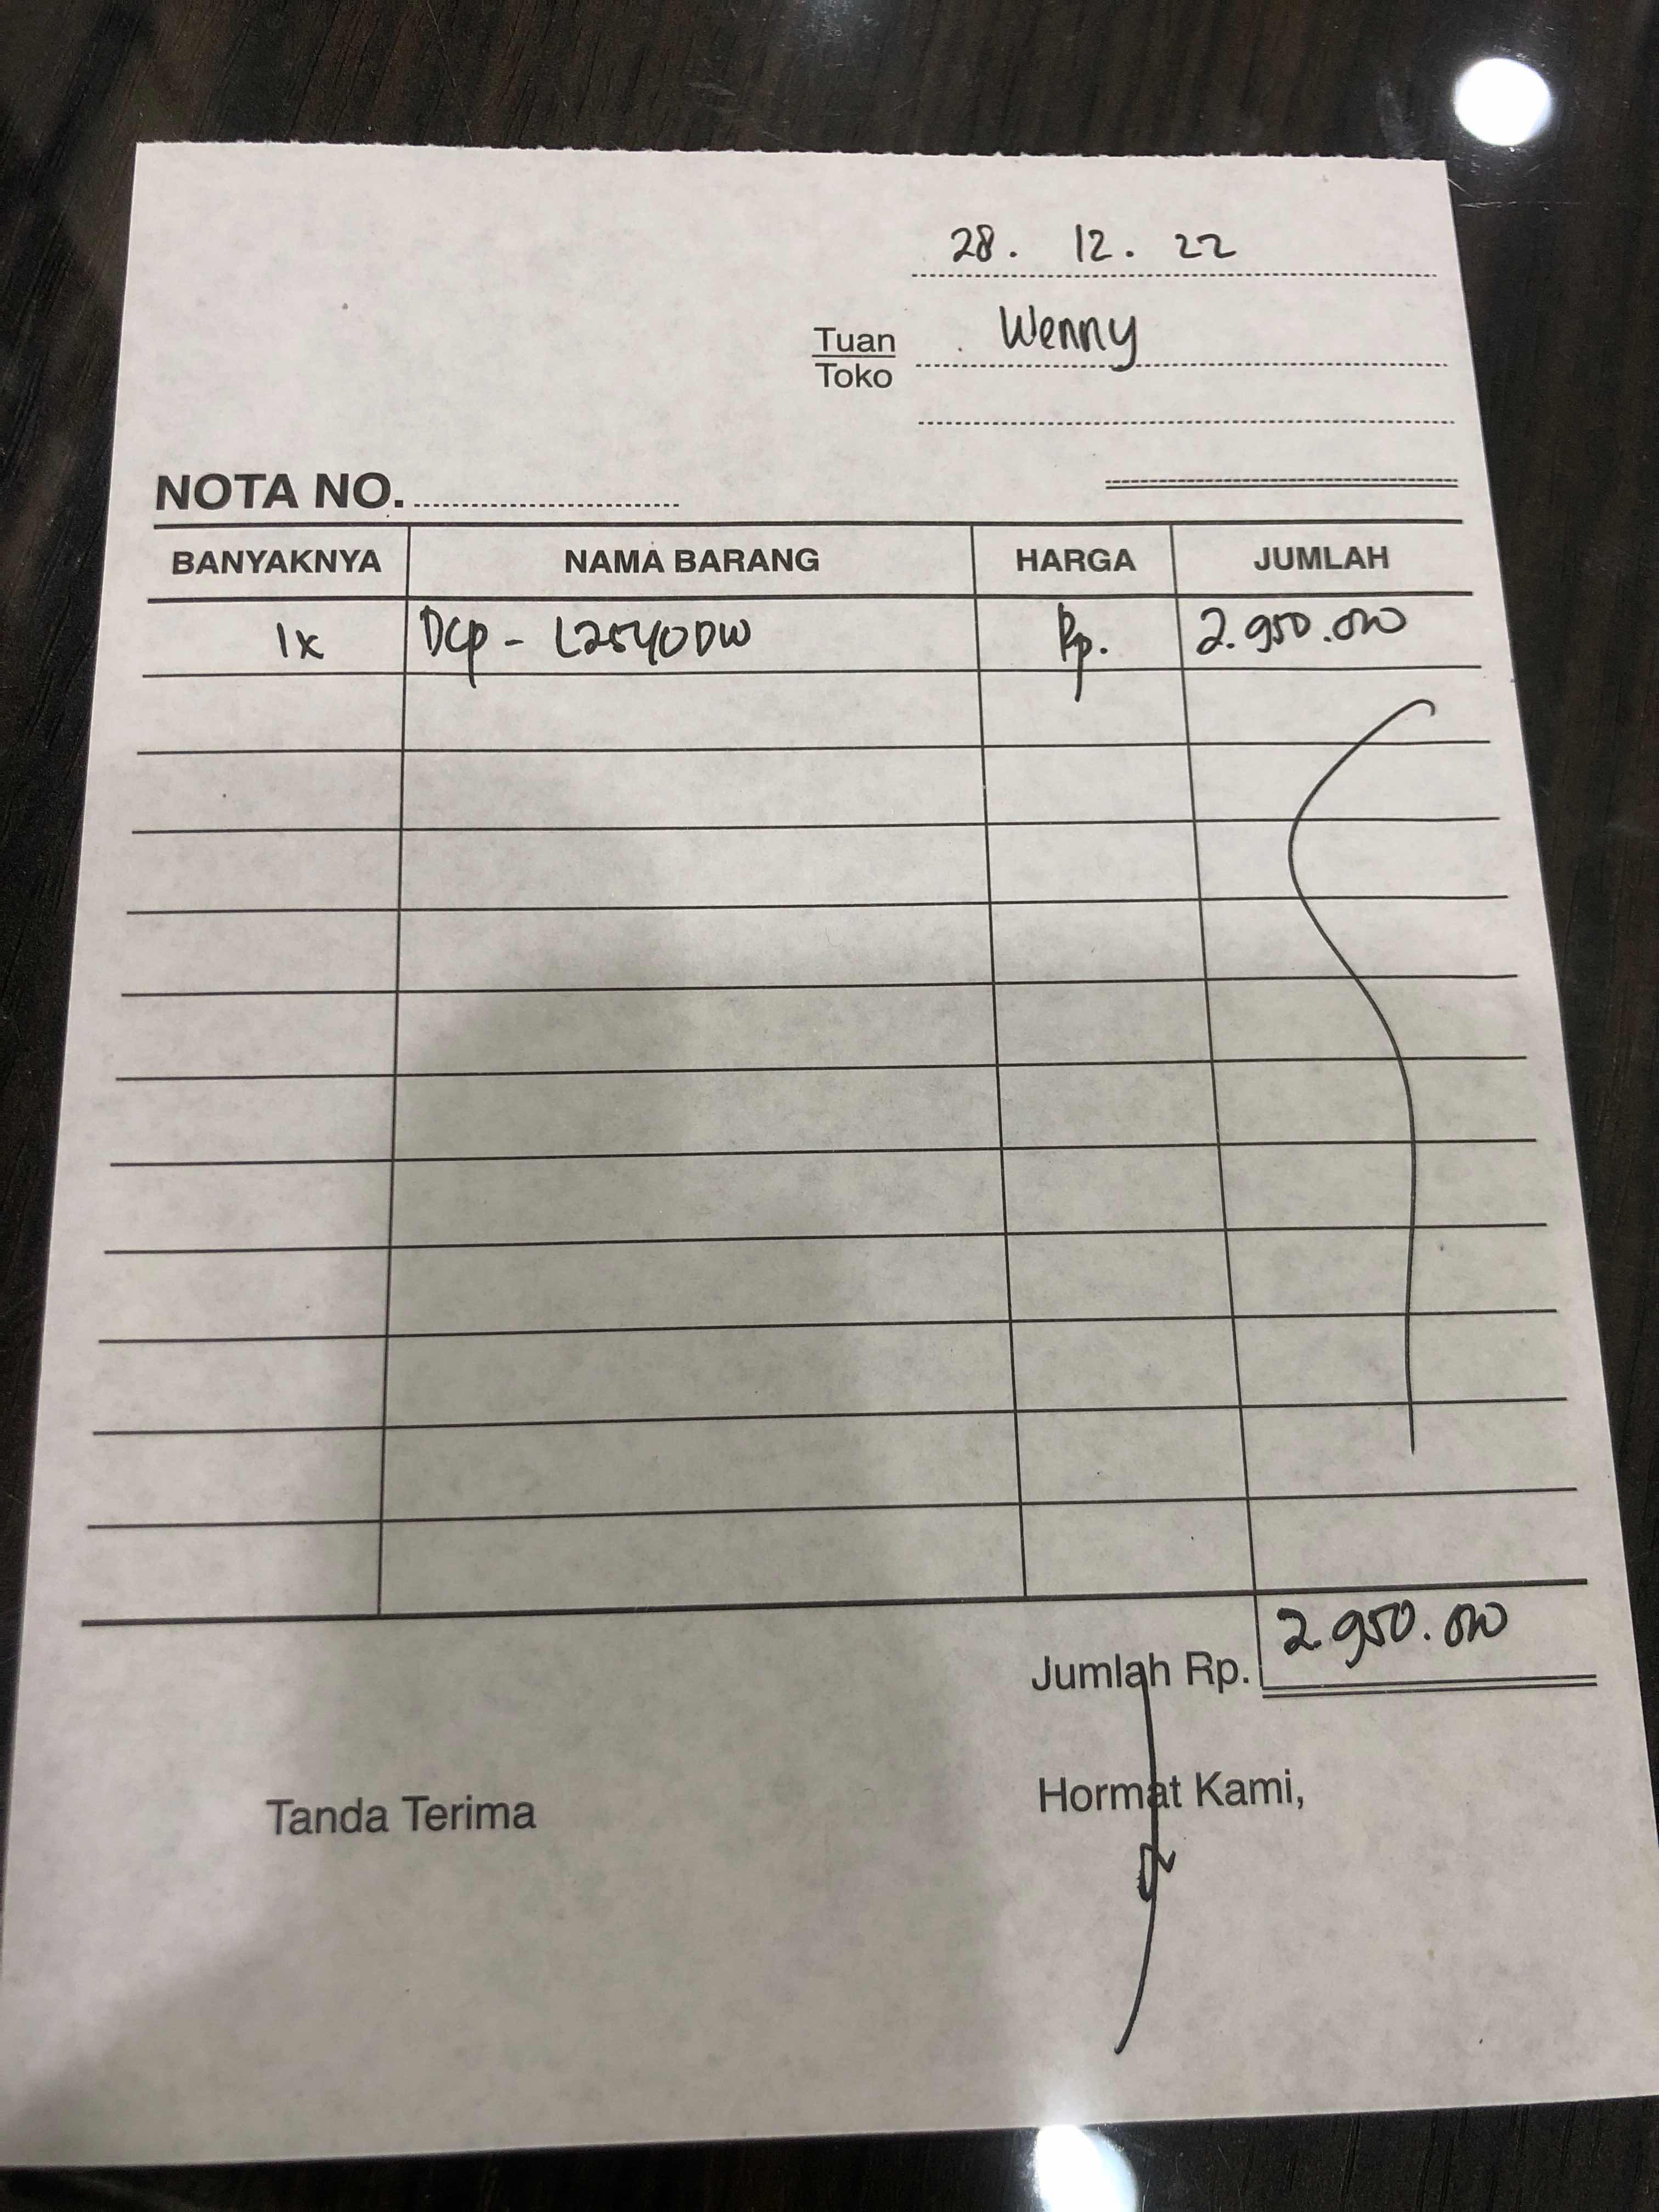 28. 12. 22
Tuan
Toko
Wenny
NOTA NO.
BANYAKNYA NAMA BARANG HARGA JUMLAH
1x DCP - L2540DW Rp. 2.950.000
Jumlah Rp. 2.950.000
Tanda Terima Hormat Kami,